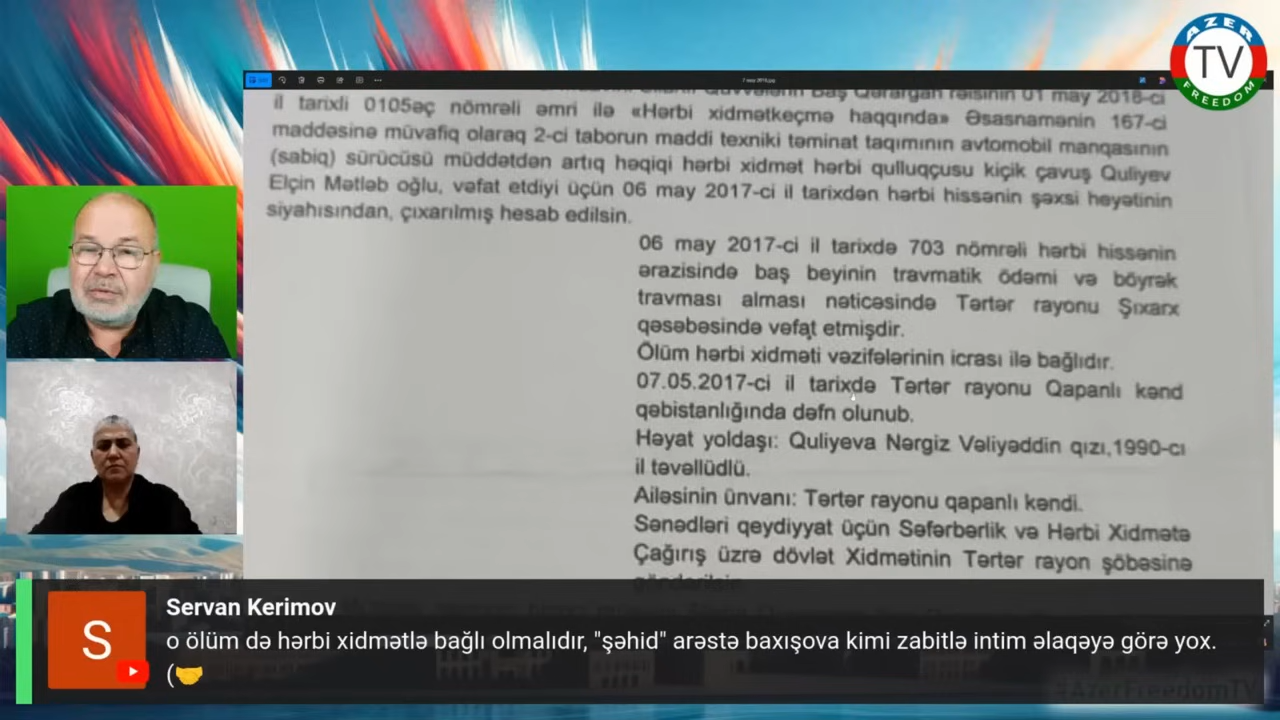 AZER
TV
FREEDOM
Baş Qərargah rəisinin 01 may 2018-ci
il tarixli 0105əç nömrəli əmri ilə «Hərbi xidmətkeçmə haqqında» Əsasnamənin 167-ci
maddəsinə müvafiq olaraq 2-ci taborun maddi texniki təminat taqımının avtomobil manqasının
(sabiq) sürücüsü müddətdən artıq həqiqi hərbi xidmət hərbi qulluqçusu kiçik çavuş Quliyev
Elçin Mətləb oğlu, vəfat etdiyi üçün 06 may 2017-ci il tarixdən hərbi hissənin şəxsi heyətinin
siyahısından, çıxarılmış hesab edilsin.
06 may 2017-ci il tarixdə 703 nömrəli hərbi hissənin
ərazisində baş beyinin travmatik ödəmi və böyrək
travması alması nəticəsində Tərtər rayonu Şıxarx
qəsəbəsində vəfat etmişdir.
Ölüm hərbi xidməti vəzifələrinin icrası ilə bağlıdır.
07.05.2017-ci il tarixdə Tərtər rayonu Qapanlı kənd
qəbistanlığında dəfn olunub.
Həyat yoldaşı: Quliyeva Nərgiz Vəliyəddin qızı,1990-cı
il təvəllüdlü.
Ailəsinin ünvanı: Tərtər rayonu qapanlı kəndi.
Sənədləri qeydiyyat üçün Səfərbərlik və Hərbi Xidmətə
Çağırış üzrə dövlət Xidmətinin Tərtər rayon şöbəsinə
S
Servan Kerimov
o ölüm də hərbi xidmətlə bağlı olmalıdır, "şəhid" arəstə baxışova kimi zabitlə intim əlaqəyə görə yox.
(🤝
#AzerFreedomTV